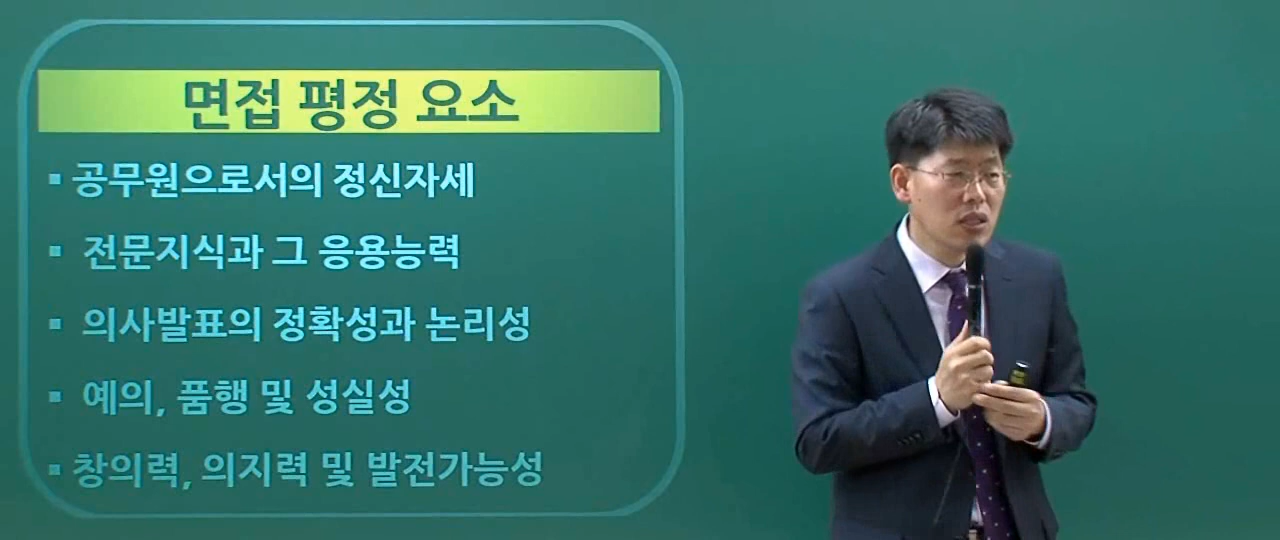 면접 평정 요소
▪ 공무원으로서의 정신자세
▪ 전문지식과 그 응용능력
▪ 의사발표의 정확성과 논리성
▪ 예의, 품행 및 성실성
▪ 창의력, 의지력 및 발전가능성